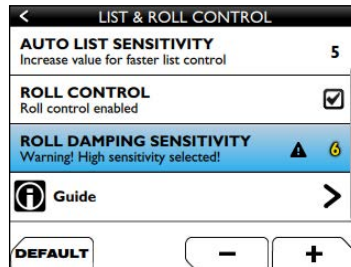 < LIST & ROLL CONTROL
AUTO LIST SENSITIVITY
Increase value for faster list control
5
ROLL CONTROL
Roll control enabled
ROLL DAMPING SENSITIVITY
Warning! High sensitivity selected!
6
Guide
DEFAULT
− +